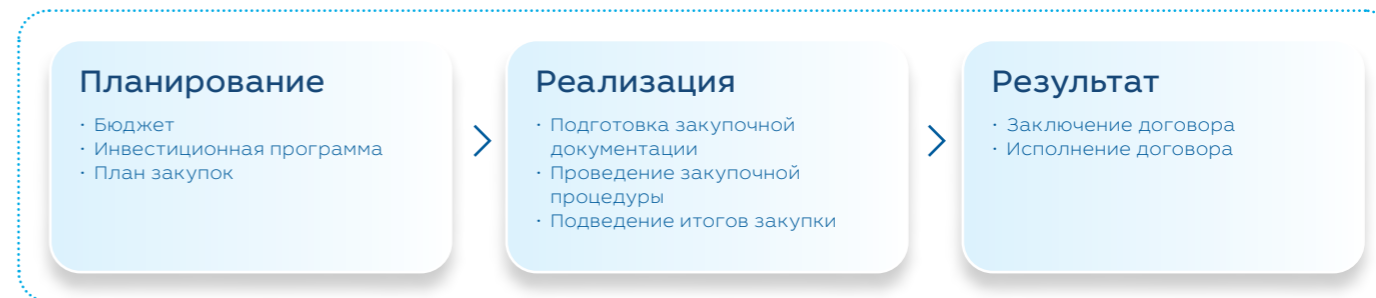 Планирование
· Бюджет
· Инвестиционная программа
· План закупок
Реализация
· Подготовка закупочной
документации
· Проведение закупочной
процедуры
· Подведение итогов закупки
Результат
· Заключение договора
· Исполнение договора